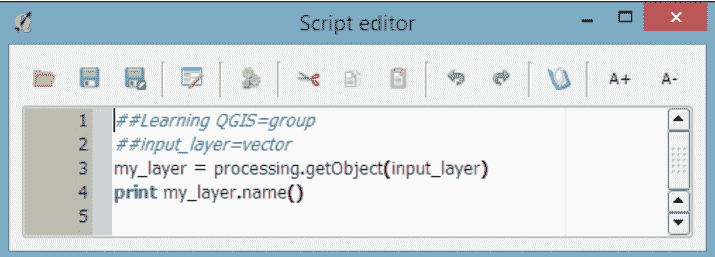 Script editor
A+ A-
1 ##Learning QGIS=group
2 ##input_layer=vector
3 my_layer = processing.getObject(input_layer)
4 print my_layer.name()
5